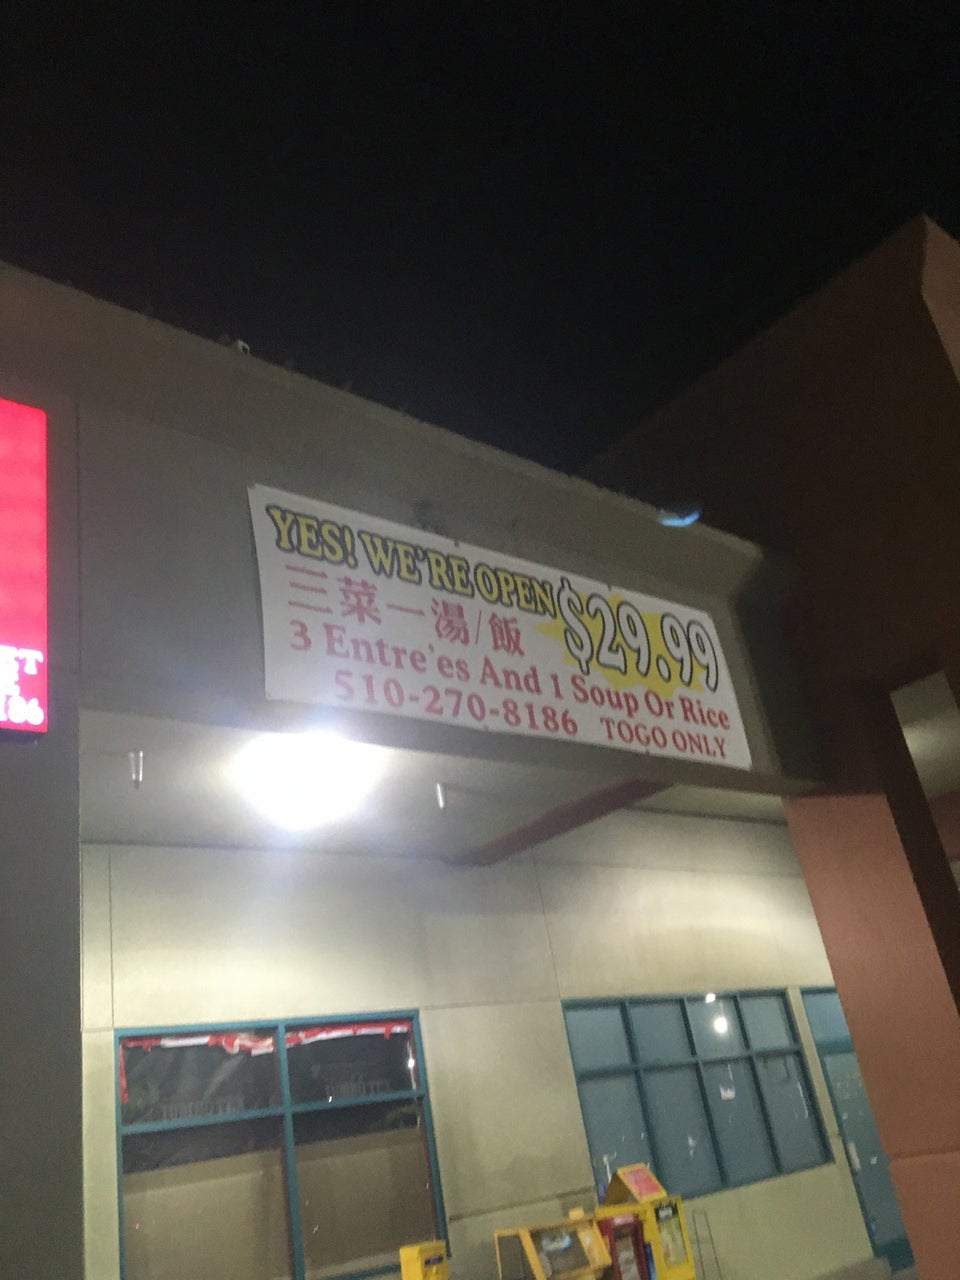 YES! WE'RE OPEN
$29.99
三菜一湯/飯
3 Entre'es And 1 Soup Or Rice
510-270-8186 TOGO ONLY